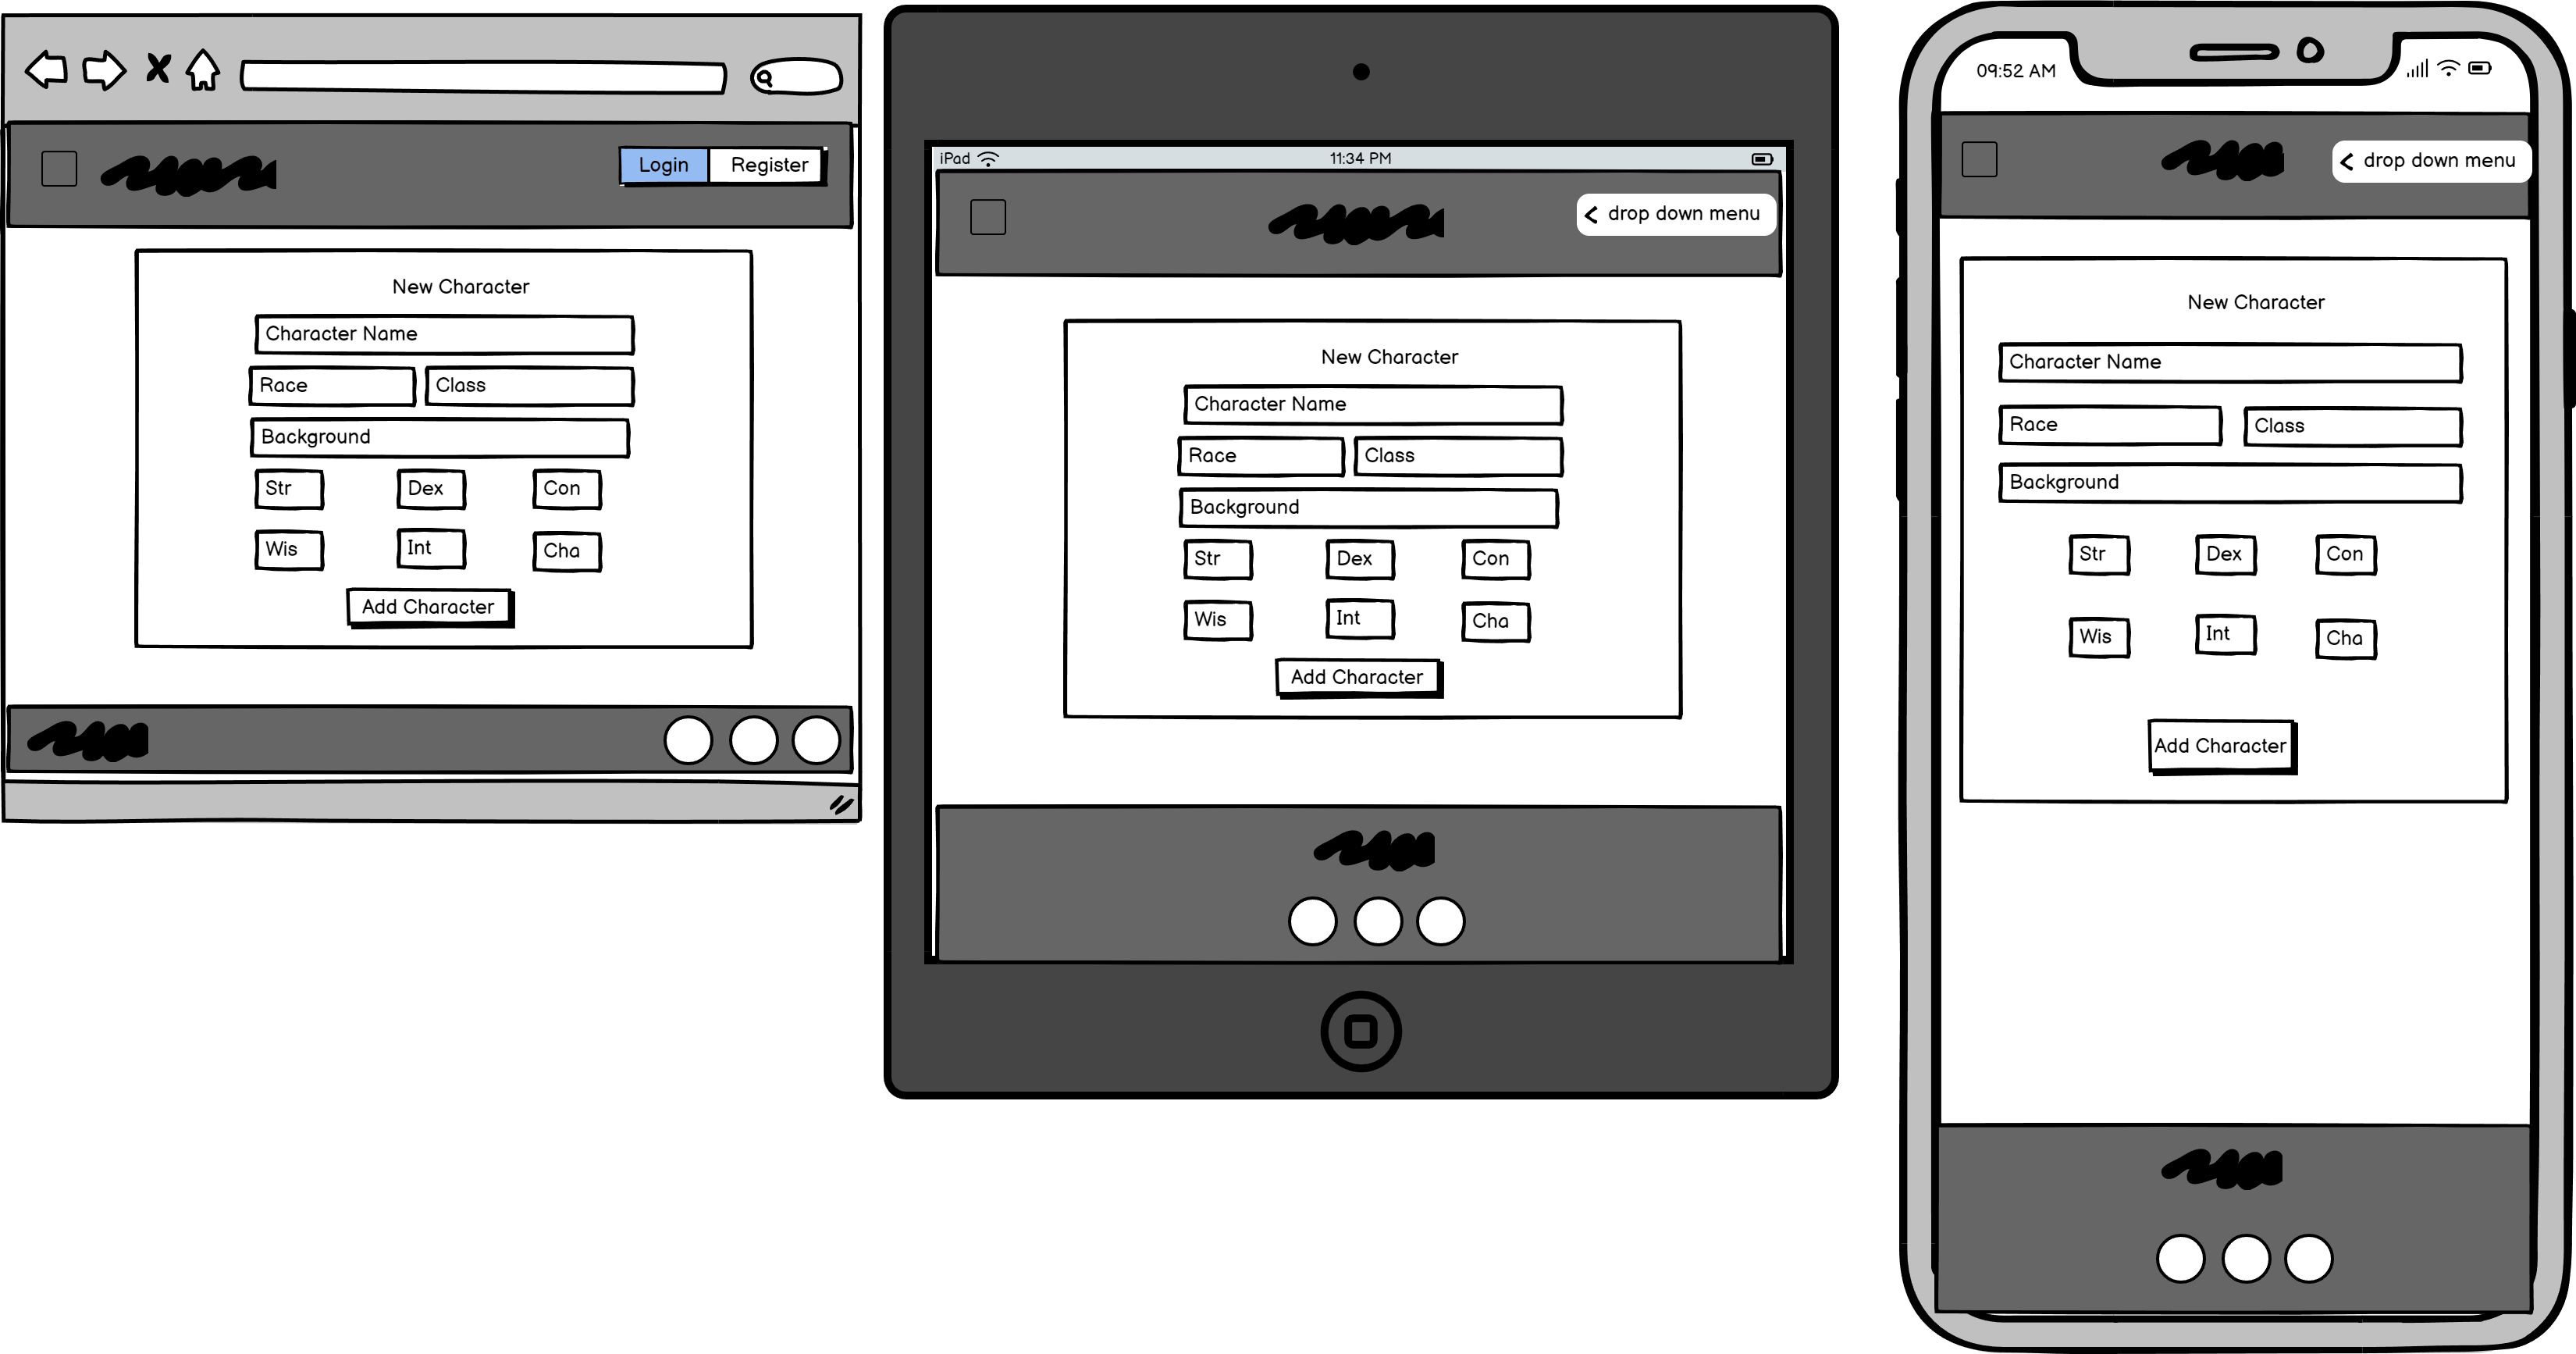 Login Register
New Character
Character Name
Race Class
Background
Str Dex Con
Wis Int Cha
Add Character
iPad 11:34 PM
drop down menu
New Character
Character Name
Race Class
Background
Str Dex Con
Wis Int Cha
Add Character
09:52 AM
drop down menu
New Character
Character Name
Race Class
Background
Str Dex Con
Wis Int Cha
Add Character